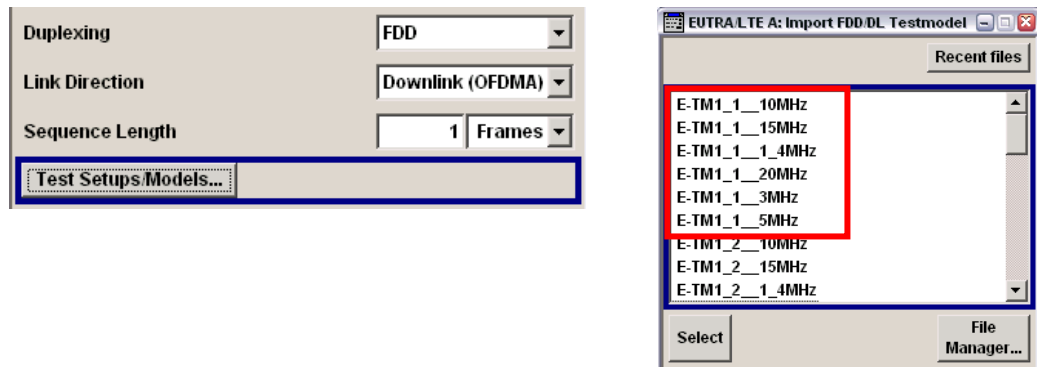 Duplexing FDD
Link Direction Downlink (OFDMA)
Sequence Length 1 Frames
Test Setups/Models...
EUTRA/LTE A: Import FDD/DL Testmodel
Recent files
E-TM1_1__10MHz
E-TM1_1__15MHz
E-TM1_1__1_4MHz
E-TM1_1__20MHz
E-TM1_1__3MHz
E-TM1_1__5MHz
E-TM1_2__10MHz
E-TM1_2__15MHz
E-TM1_2__1_4MHz
Select
File
Manager...